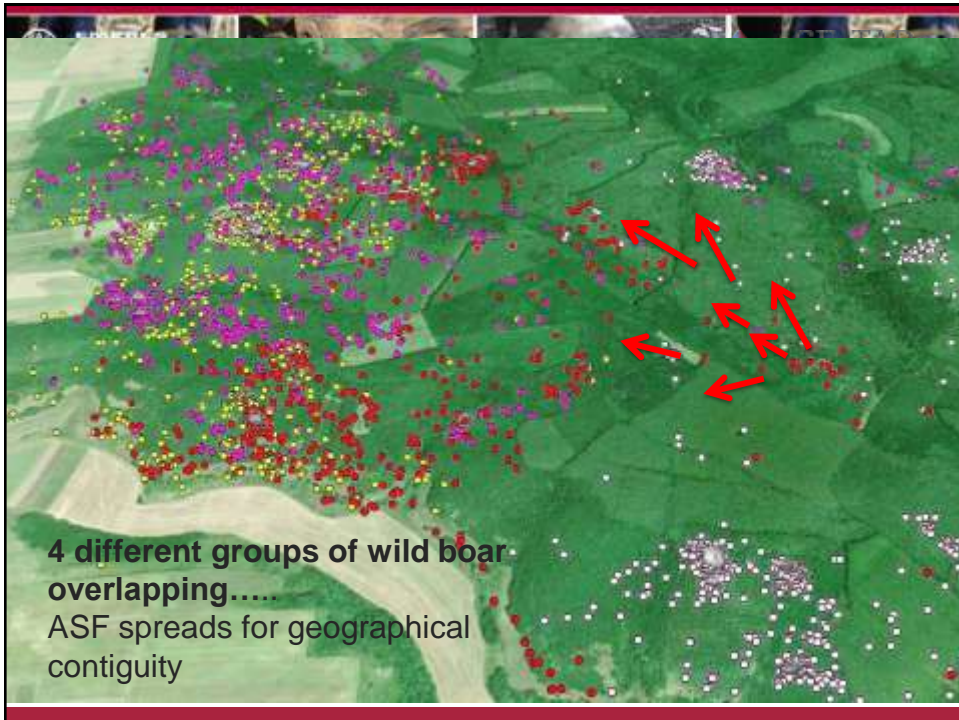 4 different groups of wild boar
overlapping…..
ASF spreads for geographical
contiguity